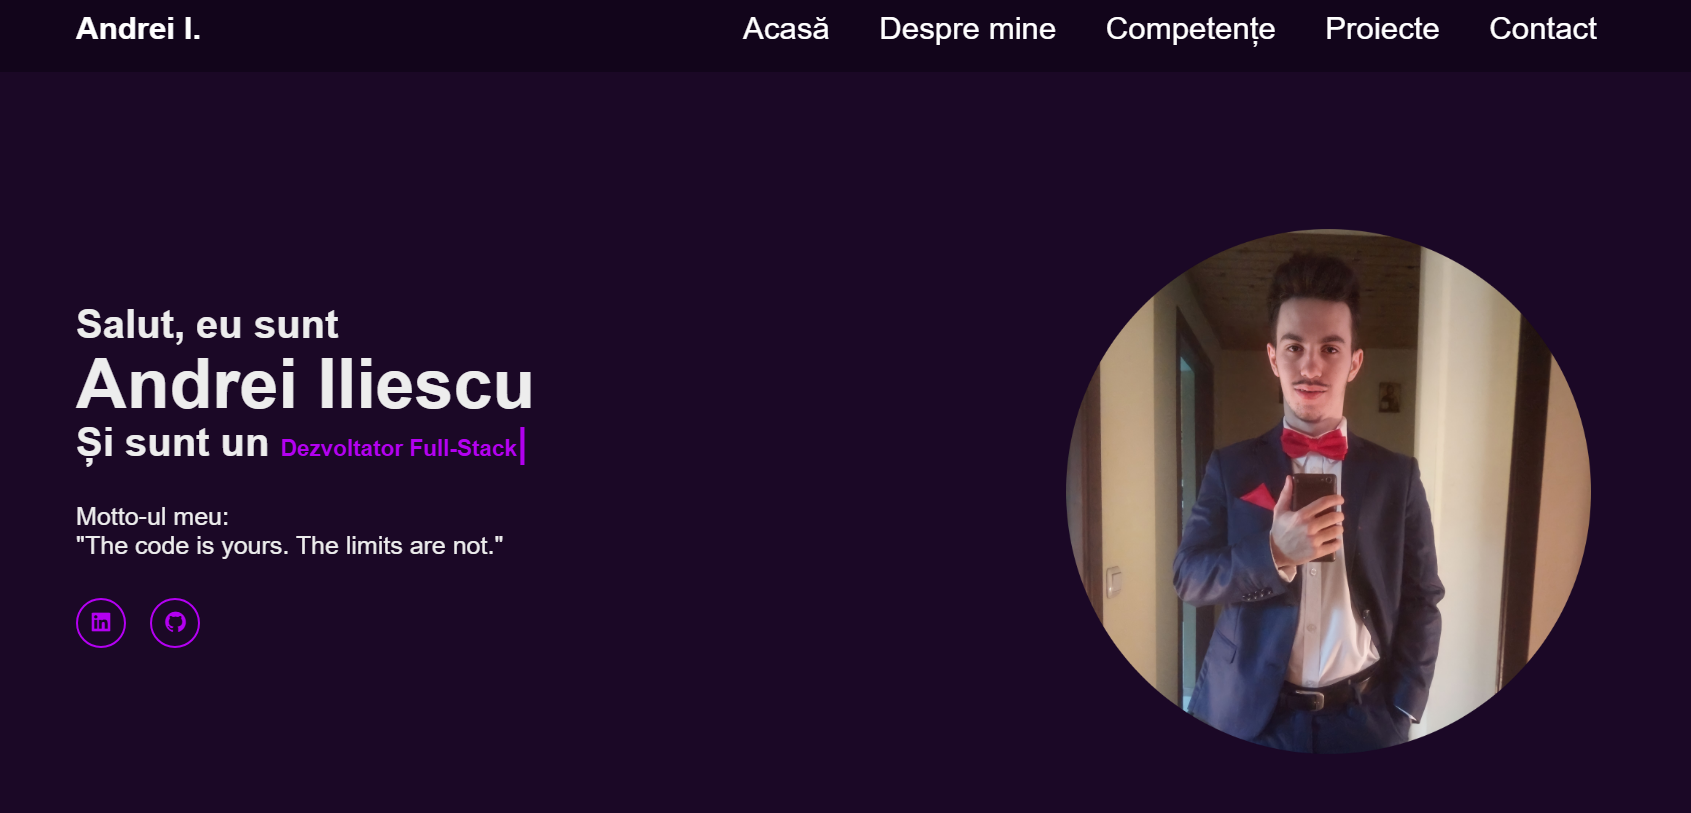 Andrei I.
Acasă
Despre mine
Competențe
Proiecte
Contact
Salut, eu sunt
Andrei Iliescu
Și sunt un Dezvoltator Full-Stack
Motto-ul meu:
"The code is yours. The limits are not."
in